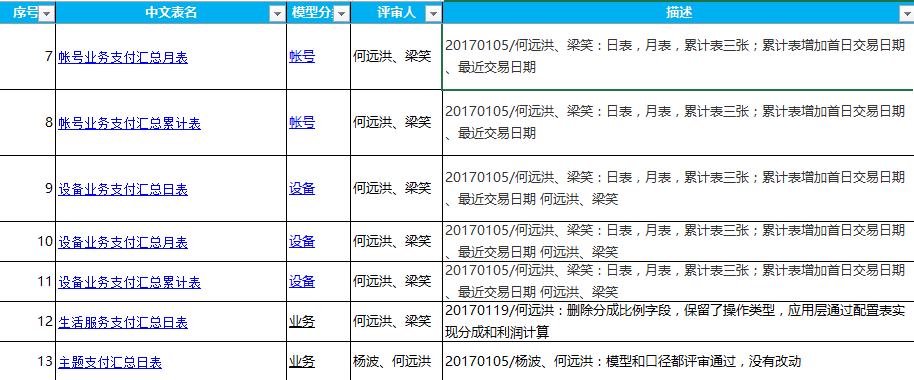 序号 中文表名 模型分 评审人 描述
7 帐号业务支付汇总月表 帐号 何远洪、梁笑 20170105/何远洪、梁笑：日表，月表，累计表三张；累计表增加首日交易日期
、最近交易日期
8 帐号业务支付汇总累计表 帐号 何远洪、梁笑 20170105/何远洪、梁笑：日表，月表，累计表三张；累计表增加首日交易日期
、最近交易日期
9 设备业务支付汇总日表 设备 何远洪、梁笑 20170105/何远洪、梁笑：日表，月表，累计表三张；累计表增加首日交易日期
、最近交易日期 何远洪、梁笑
10 设备业务支付汇总月表 设备 何远洪、梁笑 20170105/何远洪、梁笑：日表，月表，累计表三张；累计表增加首日交易日期
、最近交易日期 何远洪、梁笑
11 设备业务支付汇总累计表 设备 何远洪、梁笑 20170105/何远洪、梁笑：日表，月表，累计表三张；累计表增加首日交易日期
、最近交易日期 何远洪、梁笑
12 生活服务支付汇总日表 业务 何远洪、梁笑 20170119/何远洪：删除分成比例字段，保留了操作类型，应用层通过配置表实
现分成和利润计算
13 主题支付汇总日表 业务 杨波、何远洪 20170105/杨波、何远洪：模型和口径都评审通过，没有改动